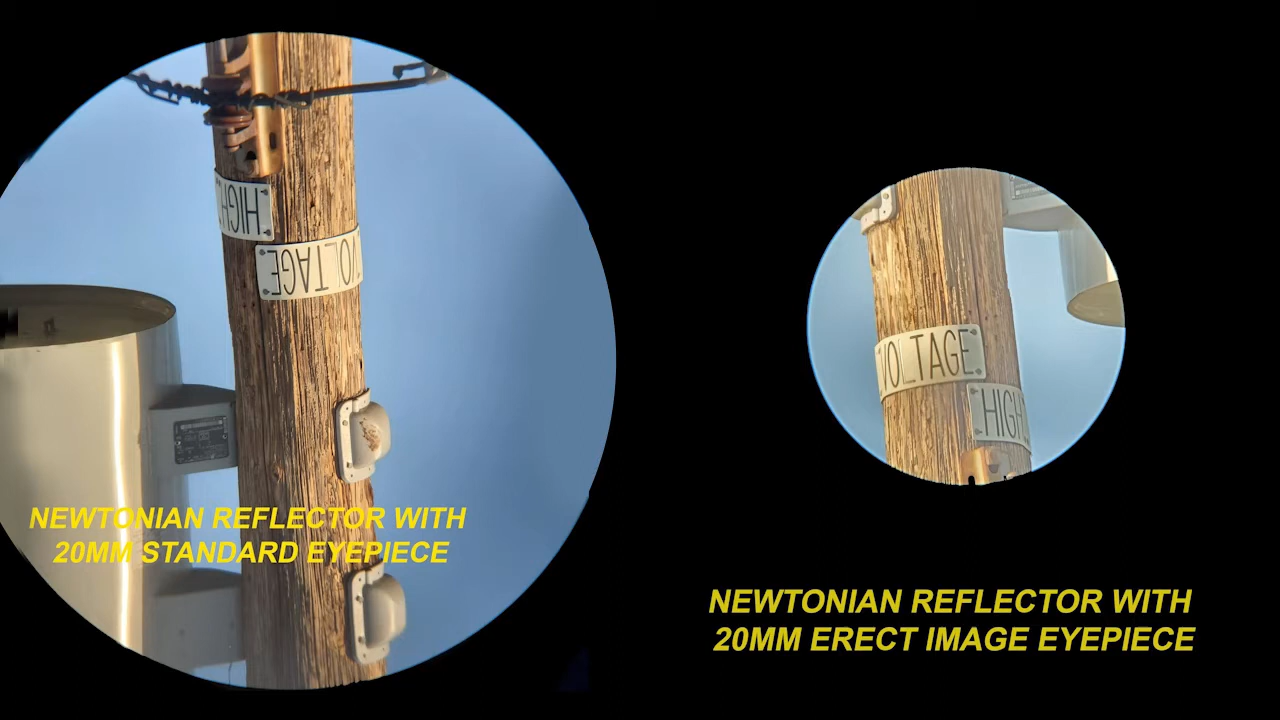 HIGH
VOLTAGE
NEWTONIAN REFLECTOR WITH
20MM STANDARD EYEPIECE
VOLTAGE
HIGH
NEWTONIAN REFLECTOR WITH
20MM ERECT IMAGE EYEPIECE